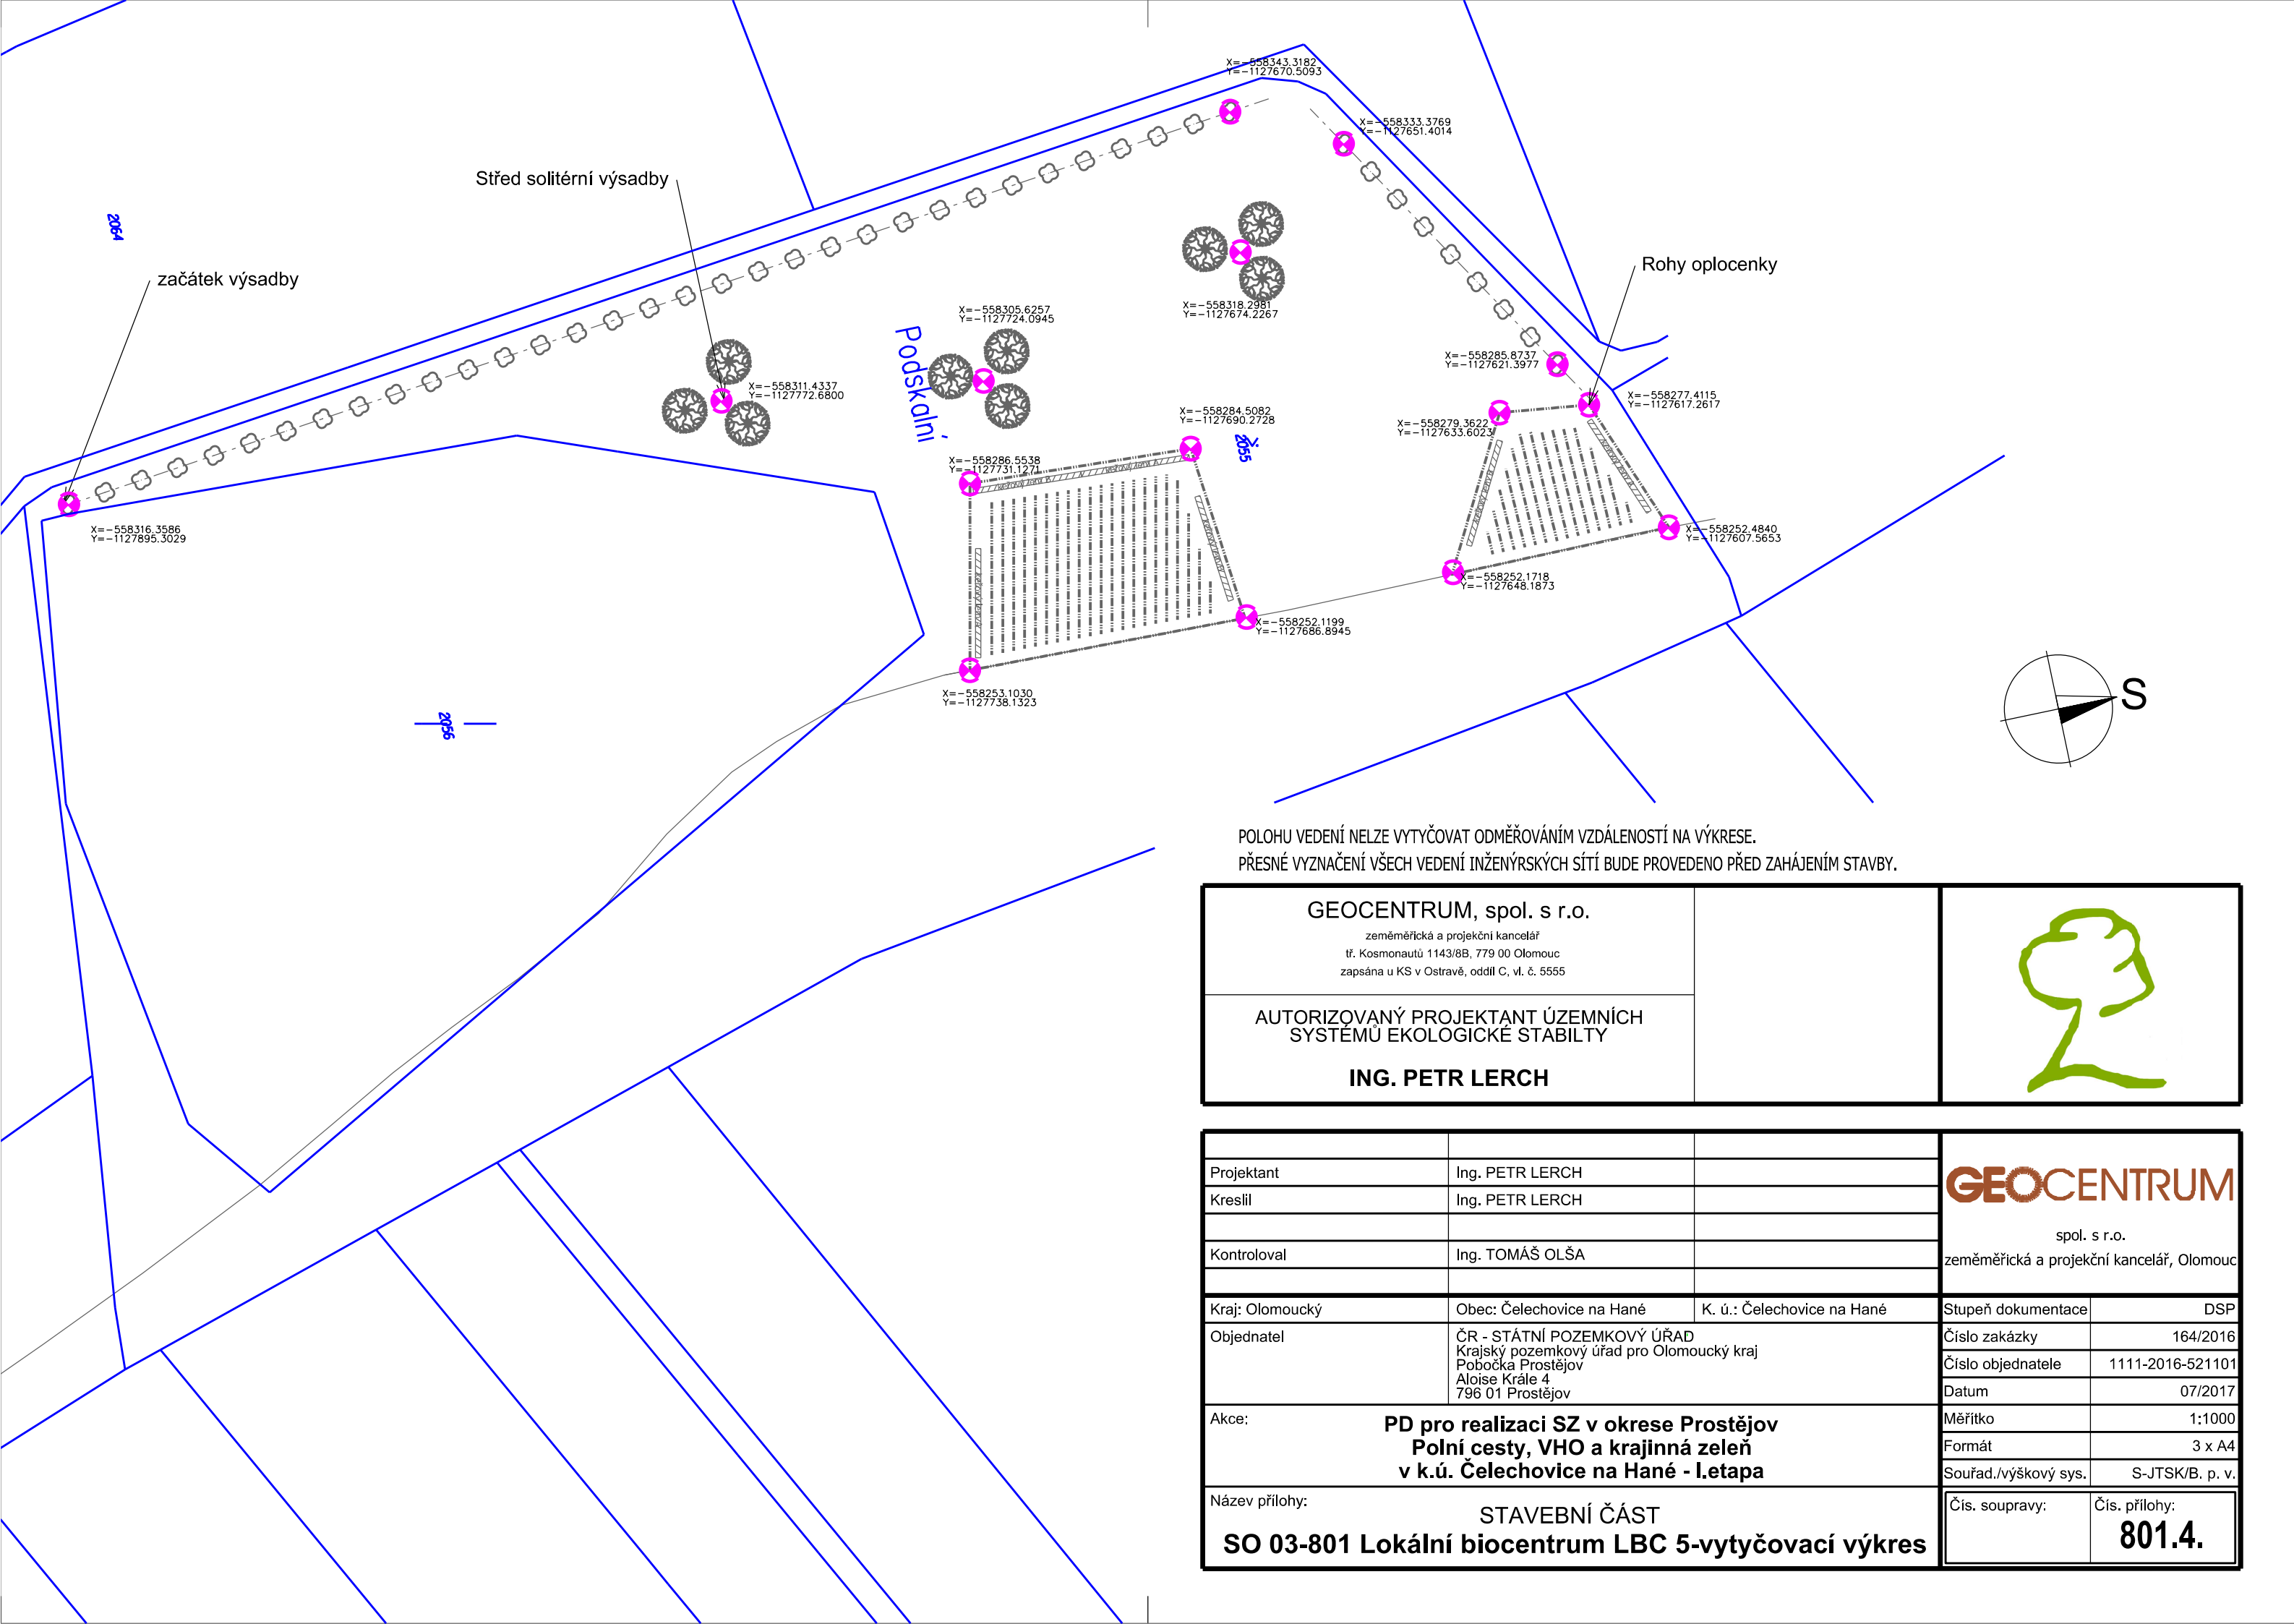 X=-558343.3182
Y=-1127670.5093
X=-558333.3769
Y=-1127651.4014
Střed solitérní výsadby
2064
začátek výsadby
Rohy oplocenky
X=-558305.6257
Y=-1127724.0945
X=-558318.2981
Y=-1127674.2267
Podskalní
X=-558285.8737
Y=-1127621.3977
X=-558311.4337
Y=-1127772.6800
X=-558277.4115
Y=-1127617.2617
X=-558284.5082
Y=-1127690.2728
X=-558279.3622
Y=-1127633.6023
2055
X=-558286.5538
Y=-1127731.1271
X=-558316.3586
Y=-1127895.3029
X=-558252.4840
Y=-1127607.5653
X=-558252.1718
Y=-1127648.1873
X=-558252.1199
Y=-1127686.8945
X=-558253.1030
Y=-1127738.1323
2056
S
POLOHU VEDENÍ NELZE VYTYČOVAT ODMĚŘOVÁNÍM VZDÁLENOSTÍ NA VÝKRESE.
PŘESNÉ VYZNAČENÍ VŠECH VEDENÍ INŽENÝRSKÝCH SÍTÍ BUDE PROVEDENO PŘED ZAHÁJENÍM STAVBY.
GEOCENTRUM, spol. s r.o.
zeměměřická a projekční kancelář
tř. Kosmonautů 1143/8B, 779 00 Olomouc
zapsána u KS v Ostravě, oddíl C, vl. č. 5555
AUTORIZOVANÝ PROJEKTANT ÚZEMNÍCH
SYSTÉMŮ EKOLOGICKÉ STABILTY
ING. PETR LERCH
Projektant Ing. PETR LERCH
Kreslil Ing. PETR LERCH
Kontroloval Ing. TOMÁŠ OLŠA
GEOCENTRUM
spol. s r.o.
zeměměřická a projekční kancelář, Olomouc
Kraj: Olomoucký Obec: Čelechovice na Hané K. ú.: Čelechovice na Hané
Objednatel
ČR - STÁTNÍ POZEMKOVÝ ÚŘAD
Krajský pozemkový úřad pro Olomoucký kraj
Pobočka Prostějov
Aloise Krále 4
796 01 Prostějov
Stupeň dokumentace DSP
Číslo zakázky 164/2016
Číslo objednatele 1111-2016-521101
Datum 07/2017
Měřítko 1:1000
Formát 3 x A4
Souřad./výškový sys. S-JTSK/B. p. v.
Akce:
PD pro realizaci SZ v okrese Prostějov
Polní cesty, VHO a krajinná zeleň
v k.ú. Čelechovice na Hané - I.etapa
Název přílohy:
STAVEBNÍ ČÁST
SO 03-801 Lokální biocentrum LBC 5-vytyčovací výkres
Čís. soupravy: Čís. přílohy:
801.4.